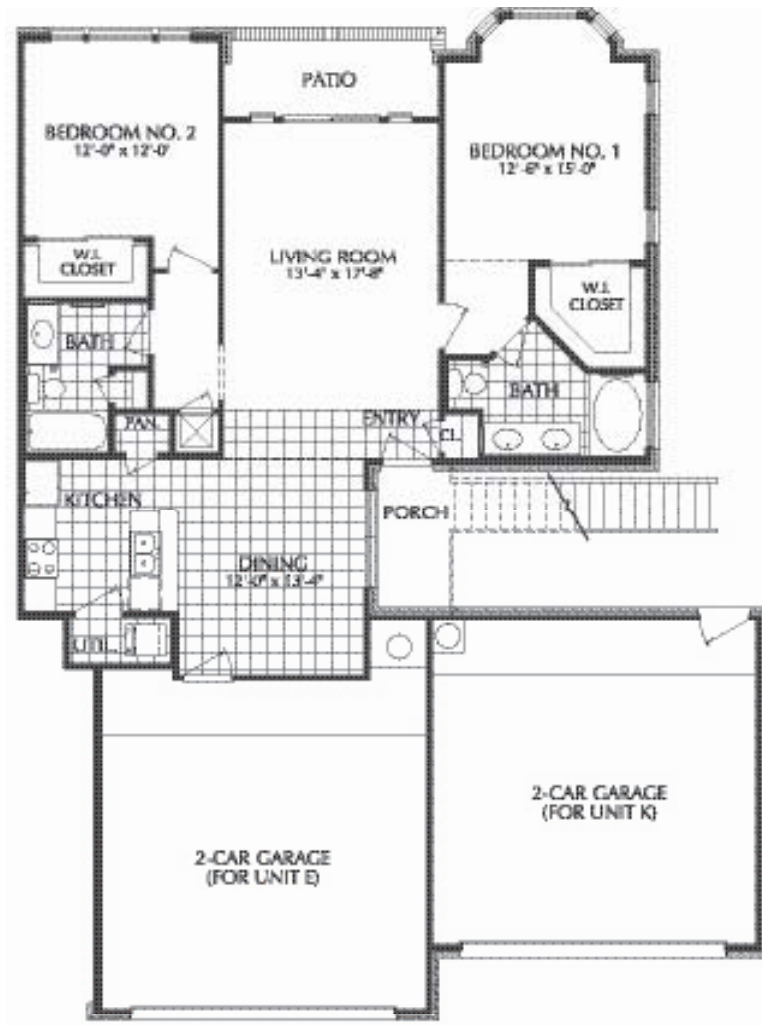 PATIO
BEDROOM NO. 2
12'-0" x 12'-0"
BEDROOM NO. 1
12'-6" x 15'-0"
LIVING ROOM
13'-4" x 17'-8"
W.I.
CLOSET
W.I.
CLOSET
BATH
BATH
PAN.
ENTRY
CL.
KITCHEN
PORCH
DINING
12'-0" x 13'-4"
UTIL.
2-CAR GARAGE
(FOR UNIT K)
2-CAR GARAGE
(FOR UNIT E)